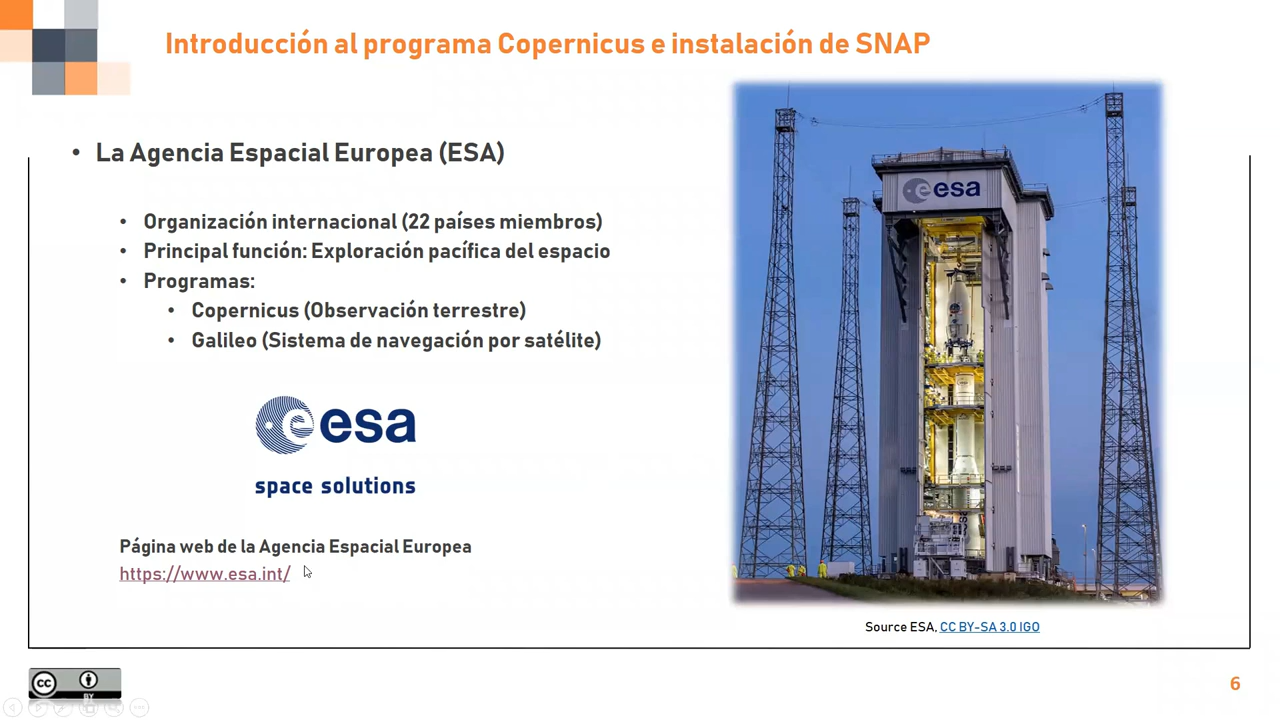 Introducción al programa Copernicus e instalación de SNAP
• La Agencia Espacial Europea (ESA)
• Organización internacional (22 países miembros)
• Principal función: Exploración pacífica del espacio
• Programas:
• Copernicus (Observación terrestre)
• Galileo (Sistema de navegación por satélite)
esa
space solutions
Página web de la Agencia Espacial Europea
https://www.esa.int/
esa
Source ESA, CC BY-SA 3.0 IGO
cc
BY
6